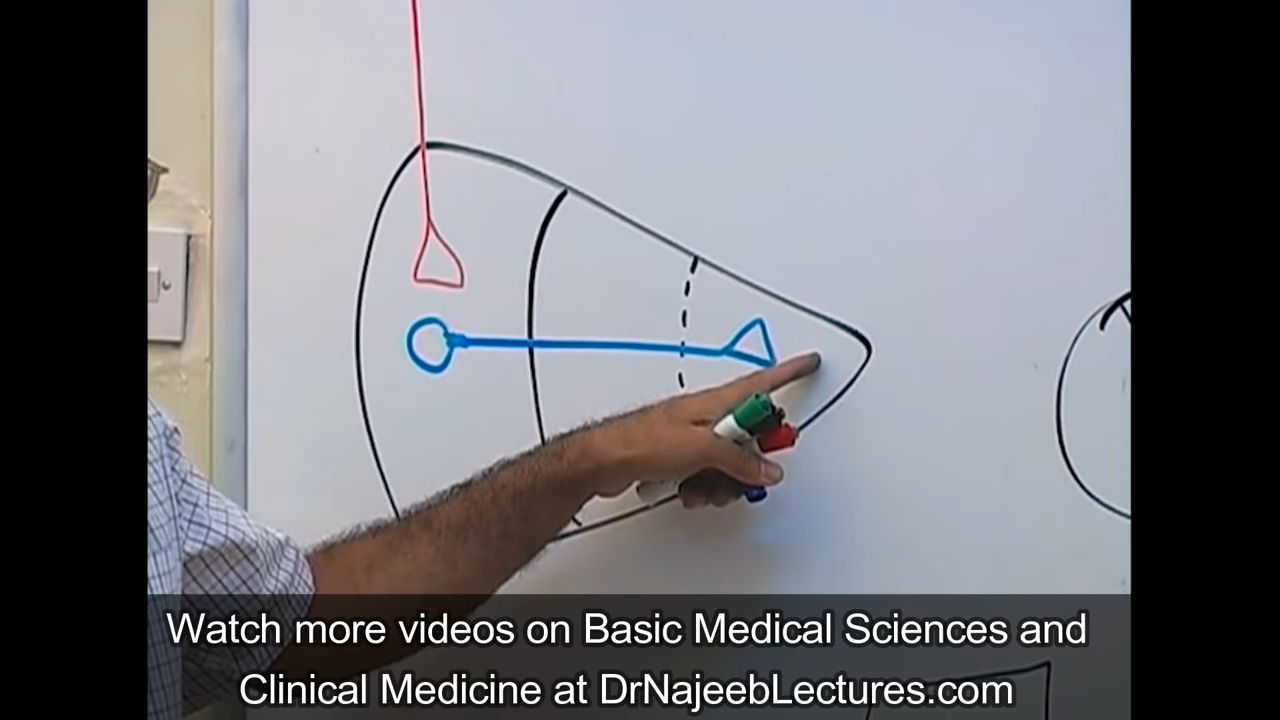 Watch more videos on Basic Medical Sciences and
Clinical Medicine at DrNajeebLectures.com